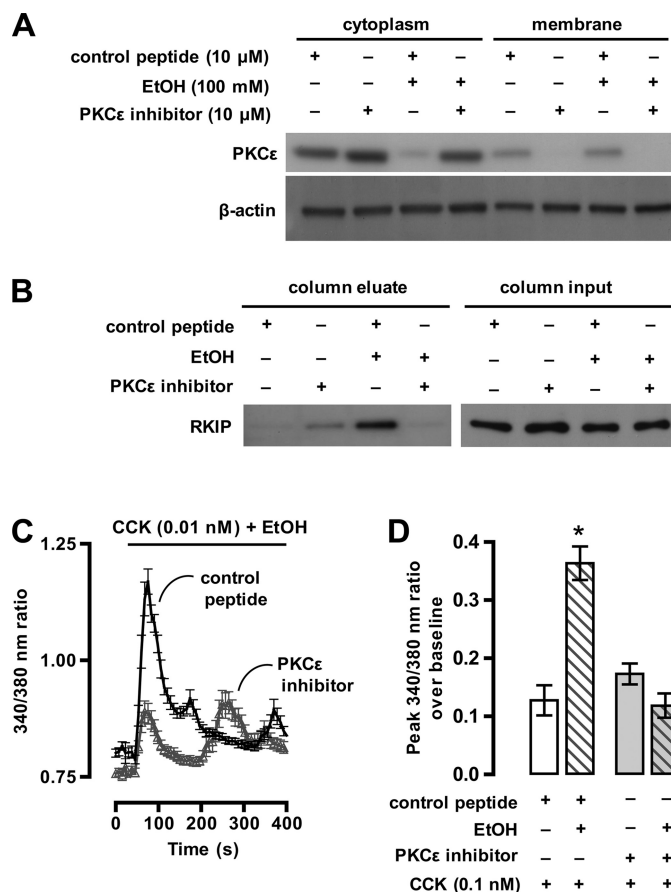 A
cytoplasm membrane
control peptide (10 μM) + – + – + – + –
EtOH (100 mM) – – + + – – + +
PKCε inhibitor (10 μM) – + – + – + – +
PKCε
β-actin
B
column eluate column input
control peptide + – + – + – + –
EtOH – – + + – – + +
PKCε inhibitor – + – + – + – +
RKIP
C
CCK (0.01 nM) + EtOH
1.25
1.00
0.75
340/380 nm ratio
control
peptide
PKCε
inhibitor
0 100 200 300 400
Time (s)
D
*
0.4
0.3
0.2
0.1
0.0
Peak 340/380 nm ratio
over baseline
control peptide + + – –
EtOH – + – +
PKCε inhibitor – – + +
CCK (0.1 nM) + + + +